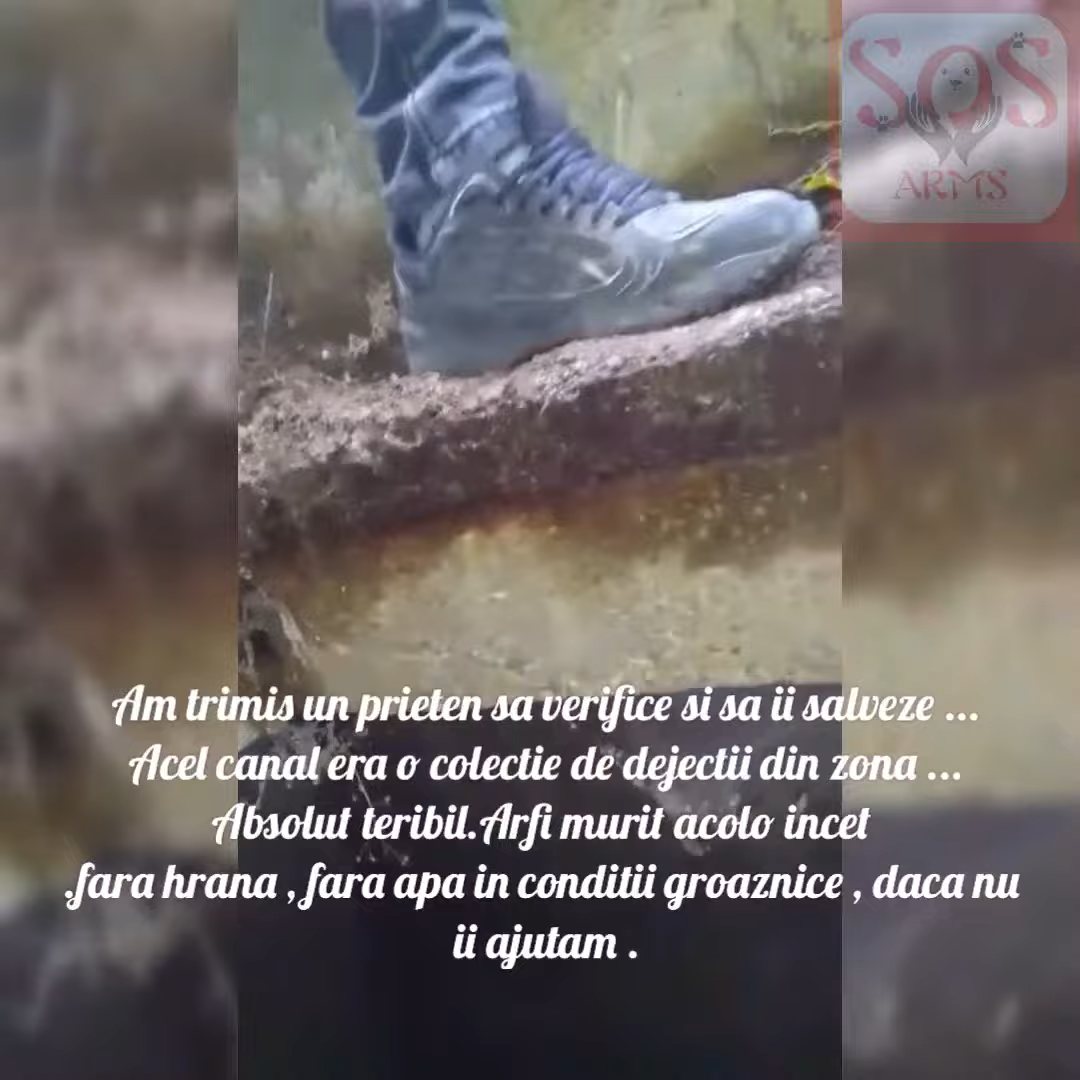 SOS
ARMS
Am trimis un prieten sa verifice si sa ii salveze ...
Acel canal era o colectie de dejectii din zona ...
Absolut teribil.Arfi murit acolo incet
.fara hrana , fara apa in conditii groaznice , daca nu
ii ajutam .